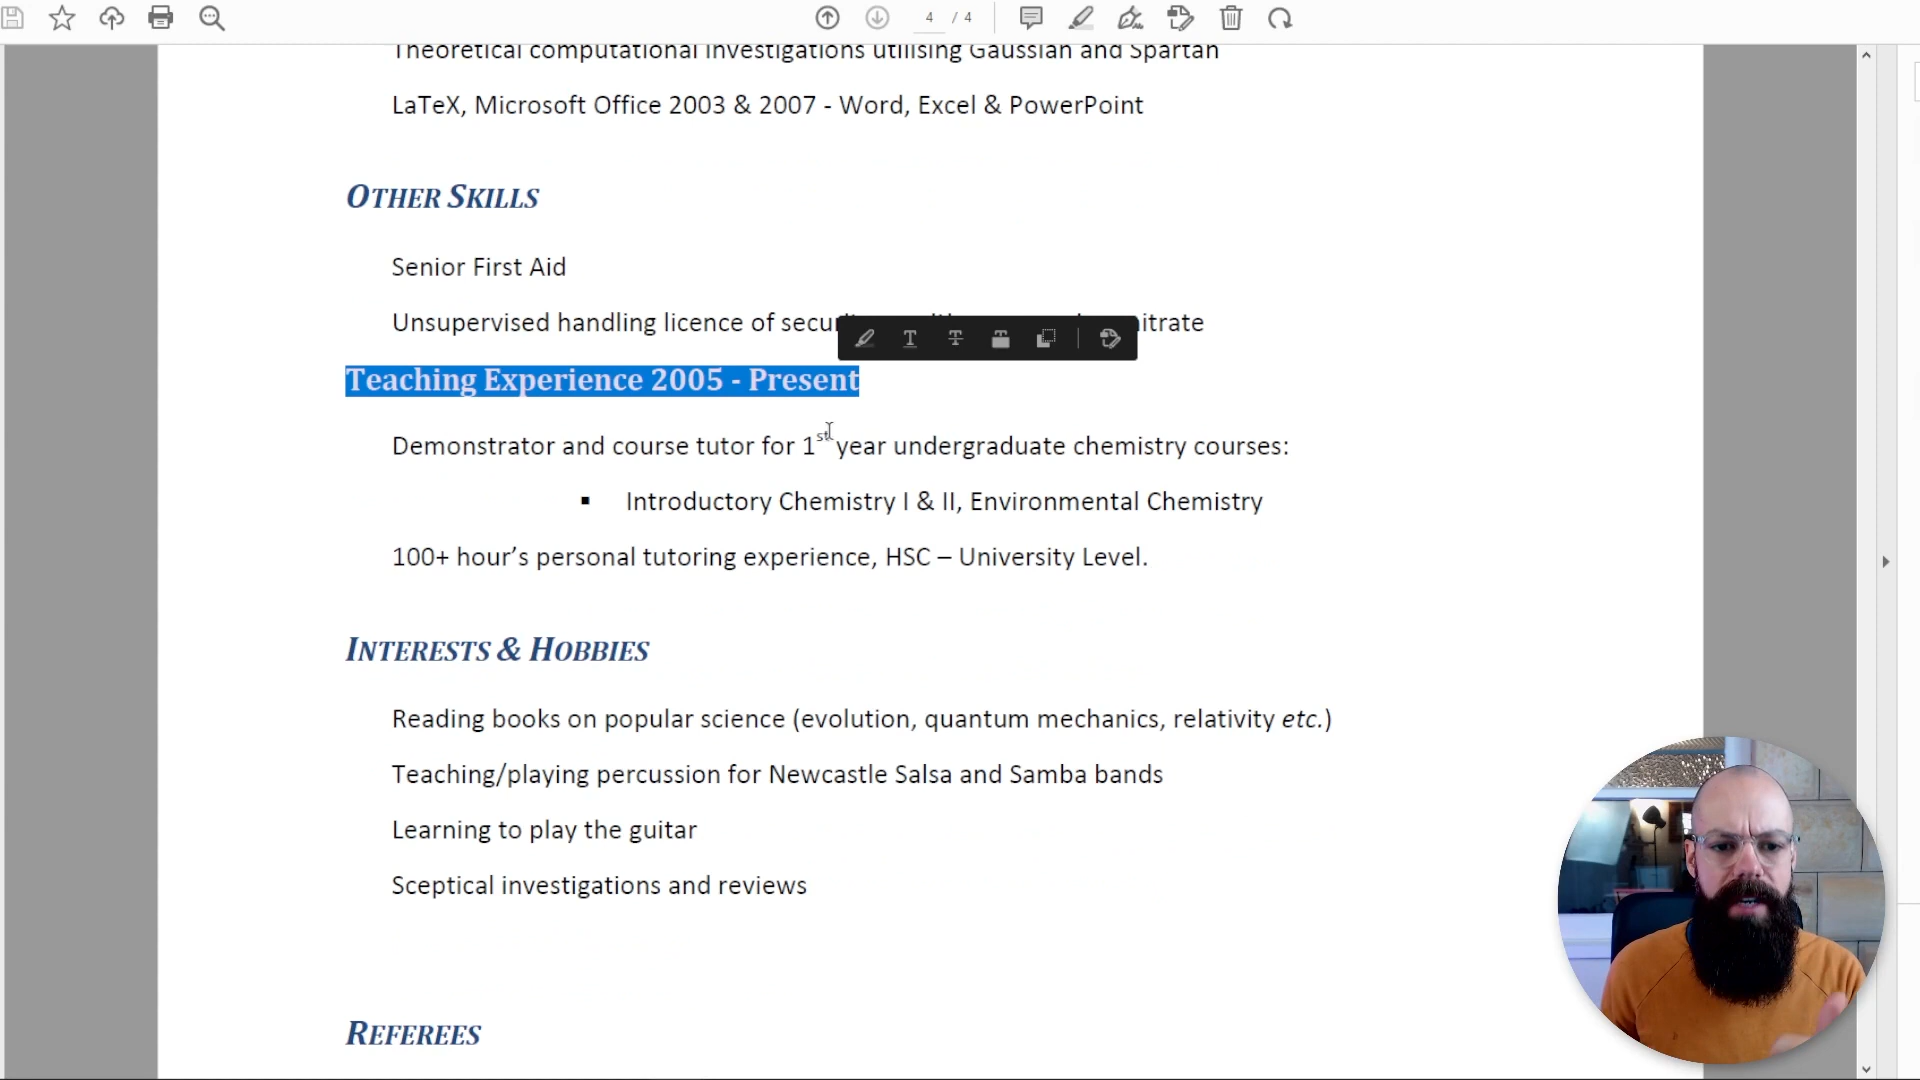 4 / 4
Theoretical computational investigations utilising Gaussian and Spartan
LaTeX, Microsoft Office 2003 & 2007 - Word, Excel & PowerPoint
OTHER SKILLS
Senior First Aid
Unsupervised handling licence of nitrate
Teaching Experience 2005 - Present
Demonstrator and course tutor for 1st year undergraduate chemistry courses:
▪ Introductory Chemistry I & II, Environmental Chemistry
100+ hour’s personal tutoring experience, HSC – University Level.
INTERESTS & HOBBIES
Reading books on popular science (evolution, quantum mechanics, relativity etc.)
Teaching/playing percussion for Newcastle Salsa and Samba bands
Learning to play the guitar
Sceptical investigations and reviews
REFEREES